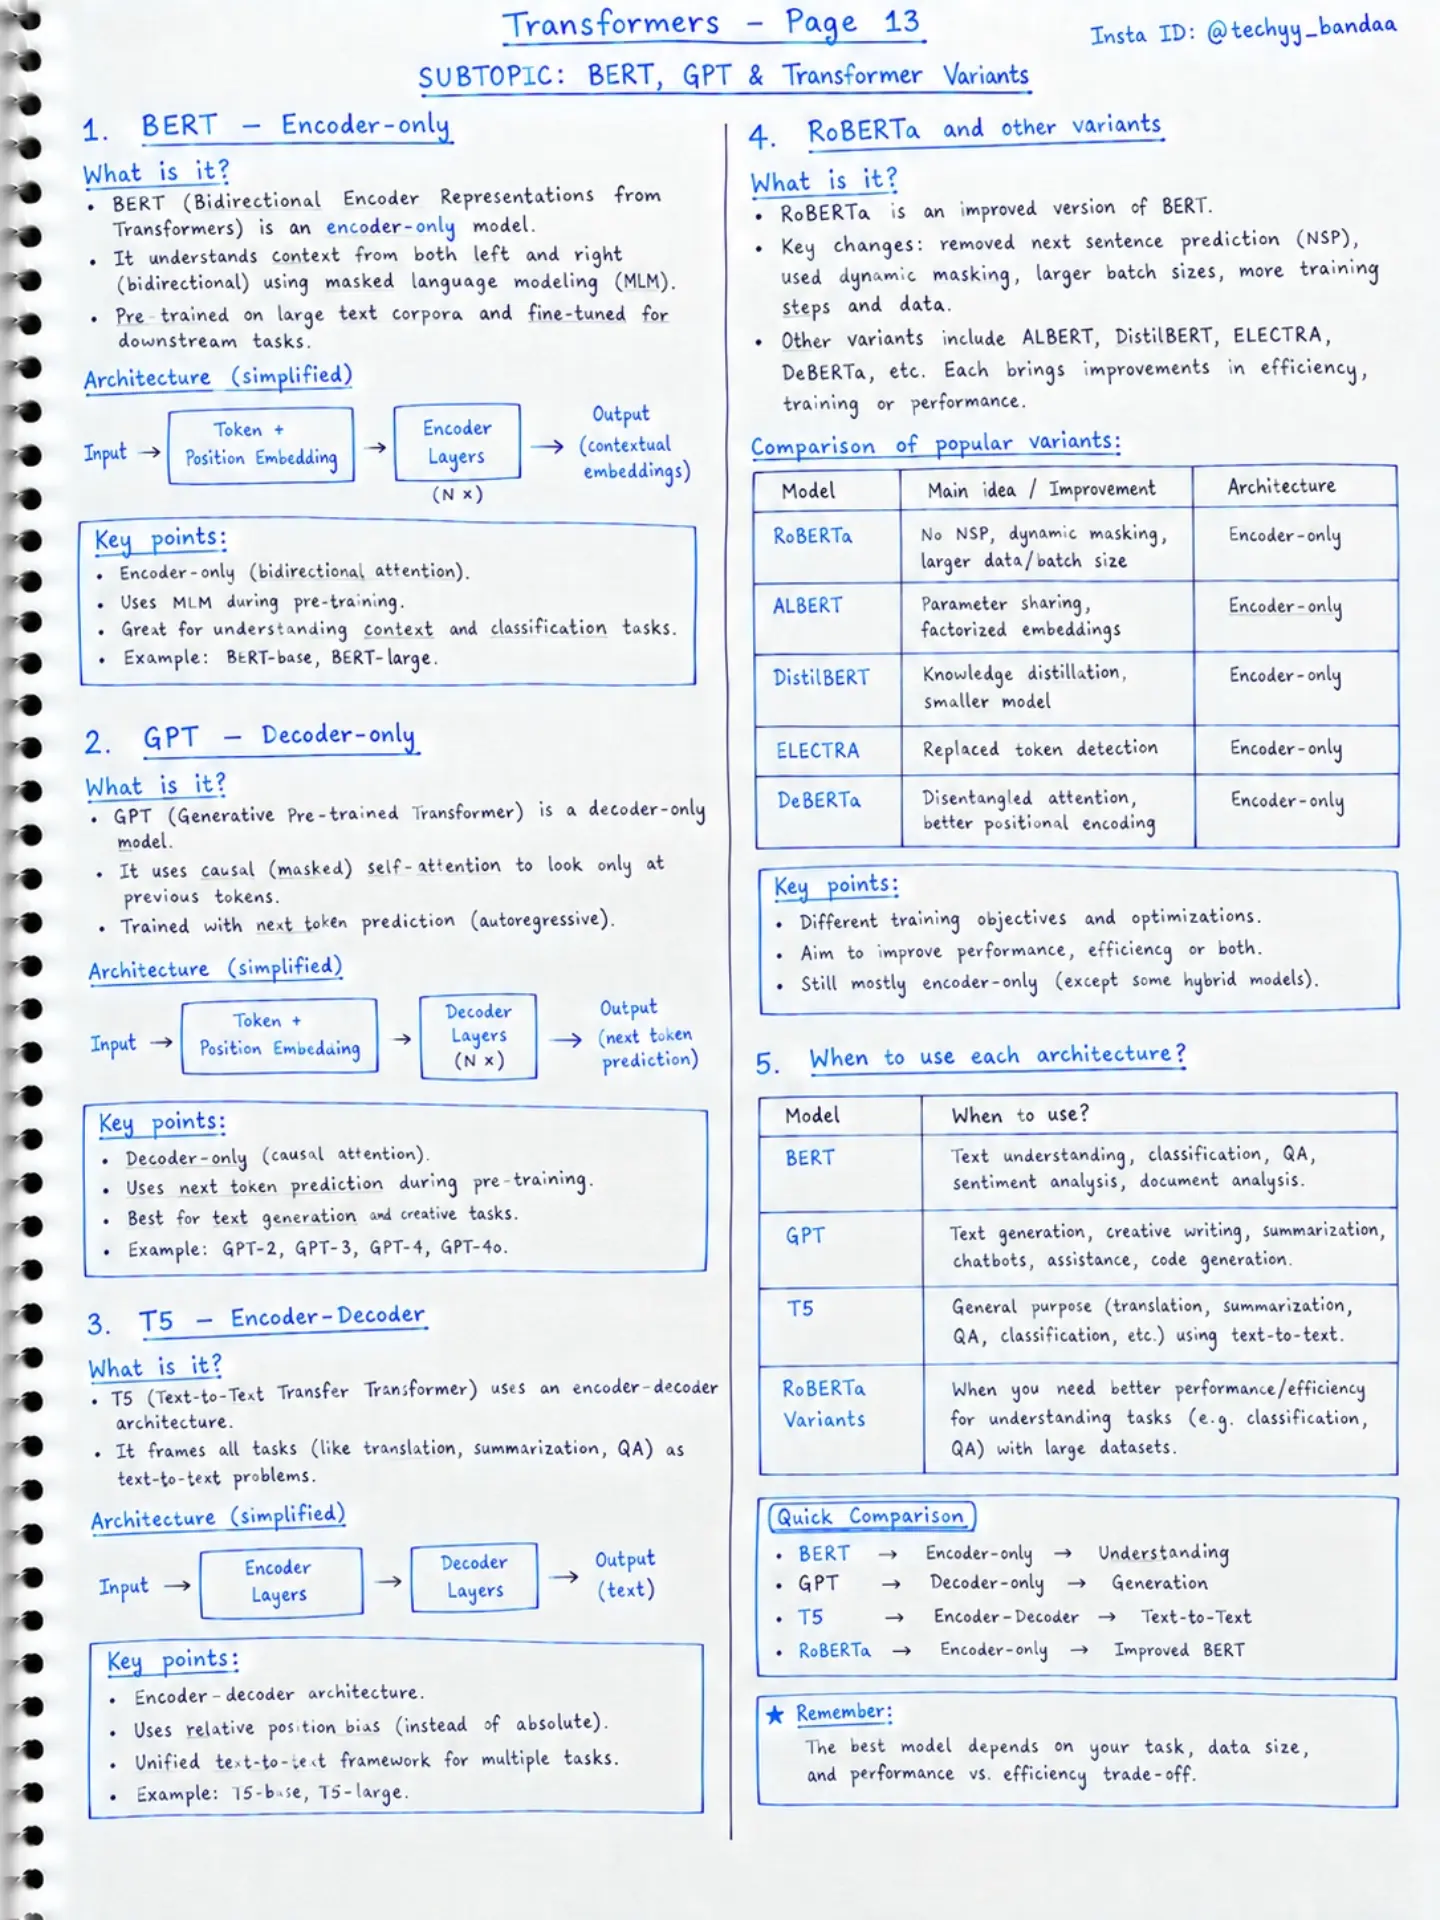 Transformers – Page 13
Insta ID: @techyy_bandaa
SUBTOPIC: BERT, GPT & Transformer Variants
1. BERT – Encoder-only
What is it?
• BERT (Bidirectional Encoder Representations from
Transformers) is an encoder-only model.
• It understands context from both left and right
(bidirectional) using masked language modeling (MLM).
• Pre-trained on large text corpora and fine-tuned for
downstream tasks.
Architecture (simplified)
Input →
Token +
Position Embedding
→
Encoder
Layers
(N ×)
→
Output
(contextual
embeddings)
Key points:
• Encoder-only (bidirectional attention).
• Uses MLM during pre-training.
• Great for understanding context and classification tasks.
• Example: BERT-base, BERT-large.
2. GPT – Decoder-only
What is it?
• GPT (Generative Pre-trained Transformer) is a decoder-only
model.
• It uses causal (masked) self-attention to look only at
previous tokens.
• Trained with next token prediction (autoregressive).
Architecture (simplified)
Input →
Token +
Position Embedding
→
Decoder
Layers
(N ×)
→
Output
(next token
prediction)
Key points:
• Decoder-only (causal attention).
• Uses next token prediction during pre-training.
• Best for text generation and creative tasks.
• Example: GPT-2, GPT-3, GPT-4, GPT-4o.
3. T5 – Encoder-Decoder
What is it?
• T5 (Text-to-Text Transfer Transformer) uses an encoder-decoder
architecture.
• It frames all tasks (like translation, summarization, QA) as
text-to-text problems.
Architecture (simplified)
Input →
Encoder
Layers
→
Decoder
Layers
→
Output
(text)
Key points:
• Encoder-decoder architecture.
• Uses relative position bias (instead of absolute).
• Unified text-to-text framework for multiple tasks.
• Example: T5-base, T5-large.
4. RoBERTa and other variants
What is it?
• RoBERTa is an improved version of BERT.
• Key changes: removed next sentence prediction (NSP),
used dynamic masking, larger batch sizes, more training
steps and data.
• Other variants include ALBERT, DistilBERT, ELECTRA,
DeBERTa, etc. Each brings improvements in efficiency,
training or performance.
Comparison of popular variants:
Model Main idea / Improvement Architecture
RoBERTa No NSP, dynamic masking, Encoder-only
larger data/batch size
ALBERT Parameter sharing, Encoder-only
factorized embeddings
DistilBERT Knowledge distillation, Encoder-only
smaller model
ELECTRA Replaced token detection Encoder-only
DeBERTa Disentangled attention, Encoder-only
better positional encoding
Key points:
• Different training objectives and optimizations.
• Aim to improve performance, efficiency or both.
• Still mostly encoder-only (except some hybrid models).
5. When to use each architecture?
Model When to use?
BERT Text understanding, classification, QA,
sentiment analysis, document analysis.
GPT Text generation, creative writing, summarization,
chatbots, assistance, code generation.
T5 General purpose (translation, summarization,
QA, classification, etc.) using text-to-text.
RoBERTa When you need better performance/efficiency
Variants for understanding tasks (e.g. classification,
QA) with large datasets.
Quick Comparison
• BERT → Encoder-only → Understanding
• GPT → Decoder-only → Generation
• T5 → Encoder-Decoder → Text-to-Text
• RoBERTa → Encoder-only → Improved BERT
★ Remember:
The best model depends on your task, data size,
and performance vs. efficiency trade-off.